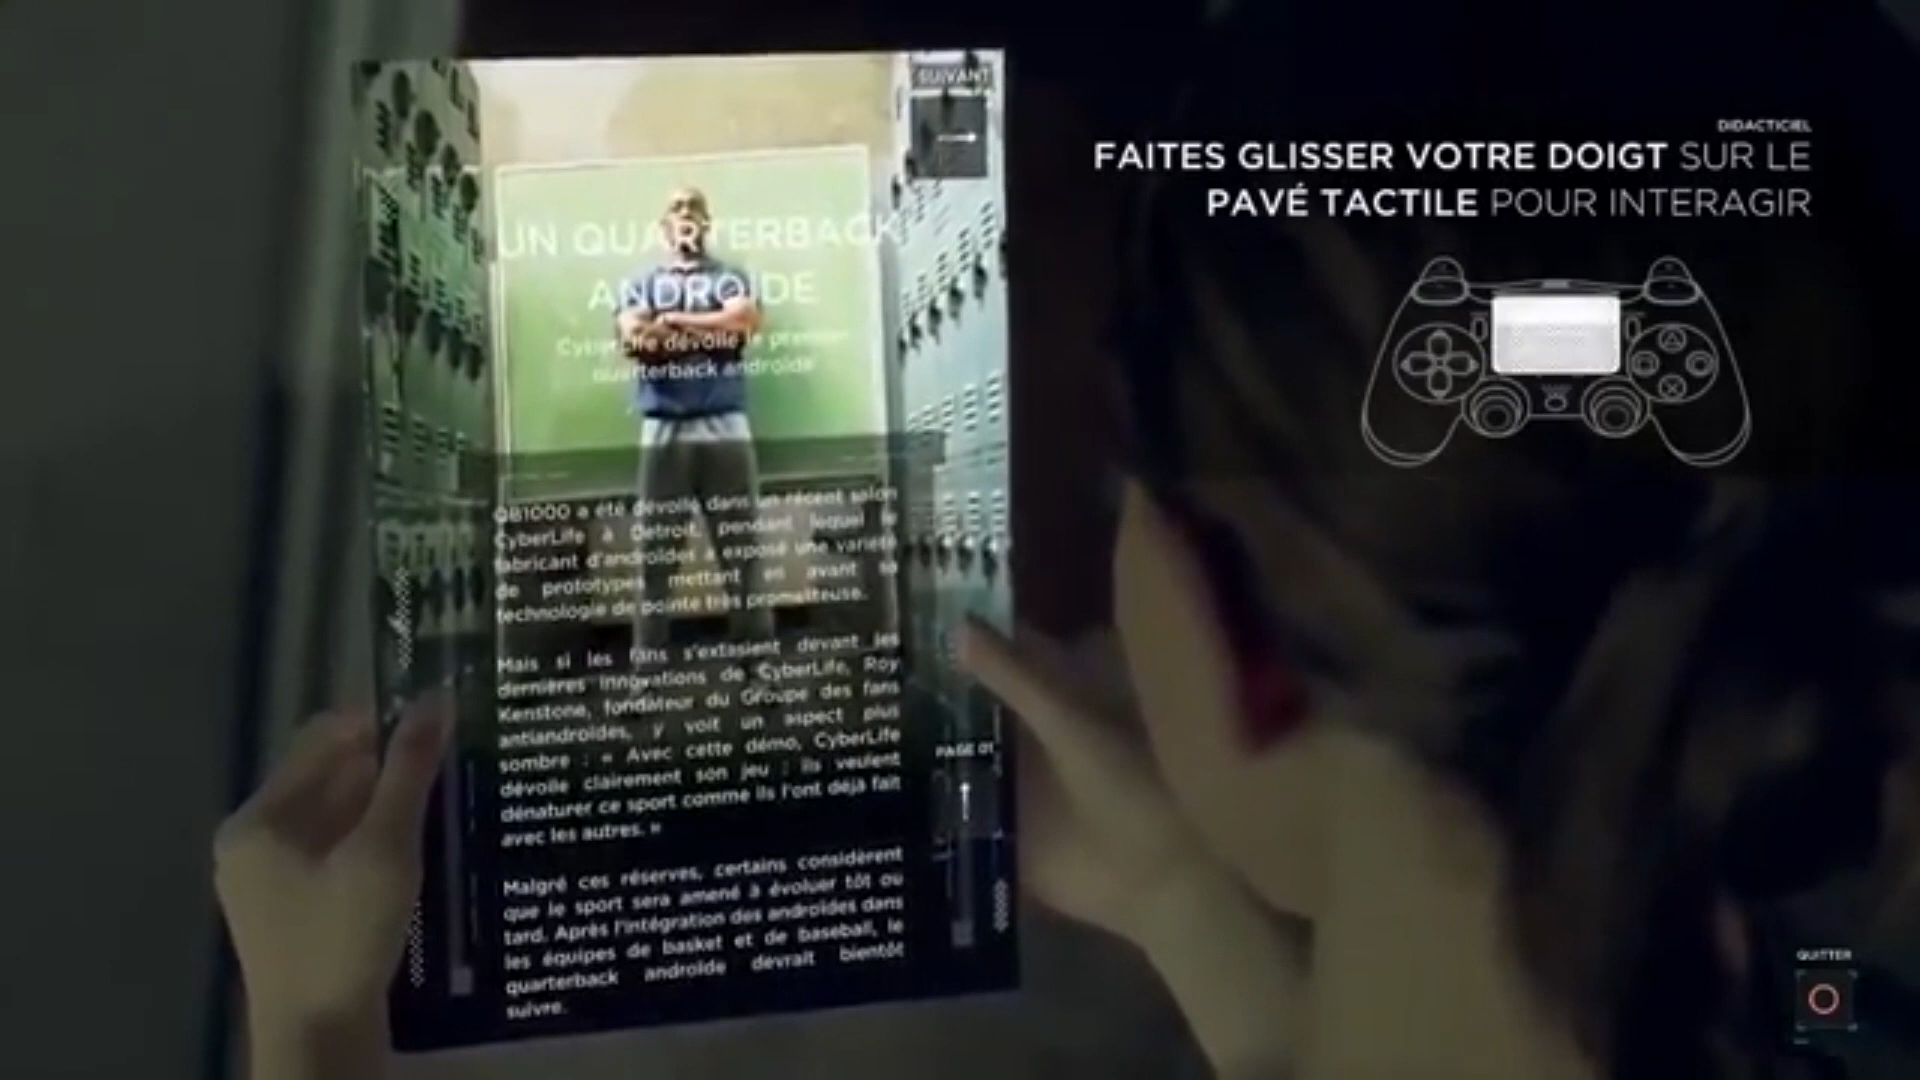 SUIVANT
UN QUARTERBACK
ANDROÏDE
CyberLife dévoile le premier
quarterback androïde
QB1000 a été dévoilé dans un récent salon
CyberLife à Detroit, pendant lequel le
fabricant d'androïdes a exposé une variété
de prototypes mettant en avant sa
technologie de pointe très prometteuse.
Mais si les fans s'extasient devant les
dernières innovations de CyberLife, Roy
Kenstone, fondateur du Groupe des fans
antiandroïdes, y voit un aspect plus
sombre : « Avec cette démo, CyberLife
dévoile clairement son jeu : ils veulent
dénaturer ce sport comme ils l'ont déjà fait
avec les autres. »
Malgré ces réserves, certains considèrent
que le sport sera amené à évoluer tôt ou
tard. Après l'intégration des androïdes dans
les équipes de basket et de baseball, le
quarterback androïde devrait bientôt
suivre.
PAGE 01
DIDACTICIEL
FAITES GLISSER VOTRE DOIGT SUR LE
PAVÉ TACTILE POUR INTERAGIR
QUITTER